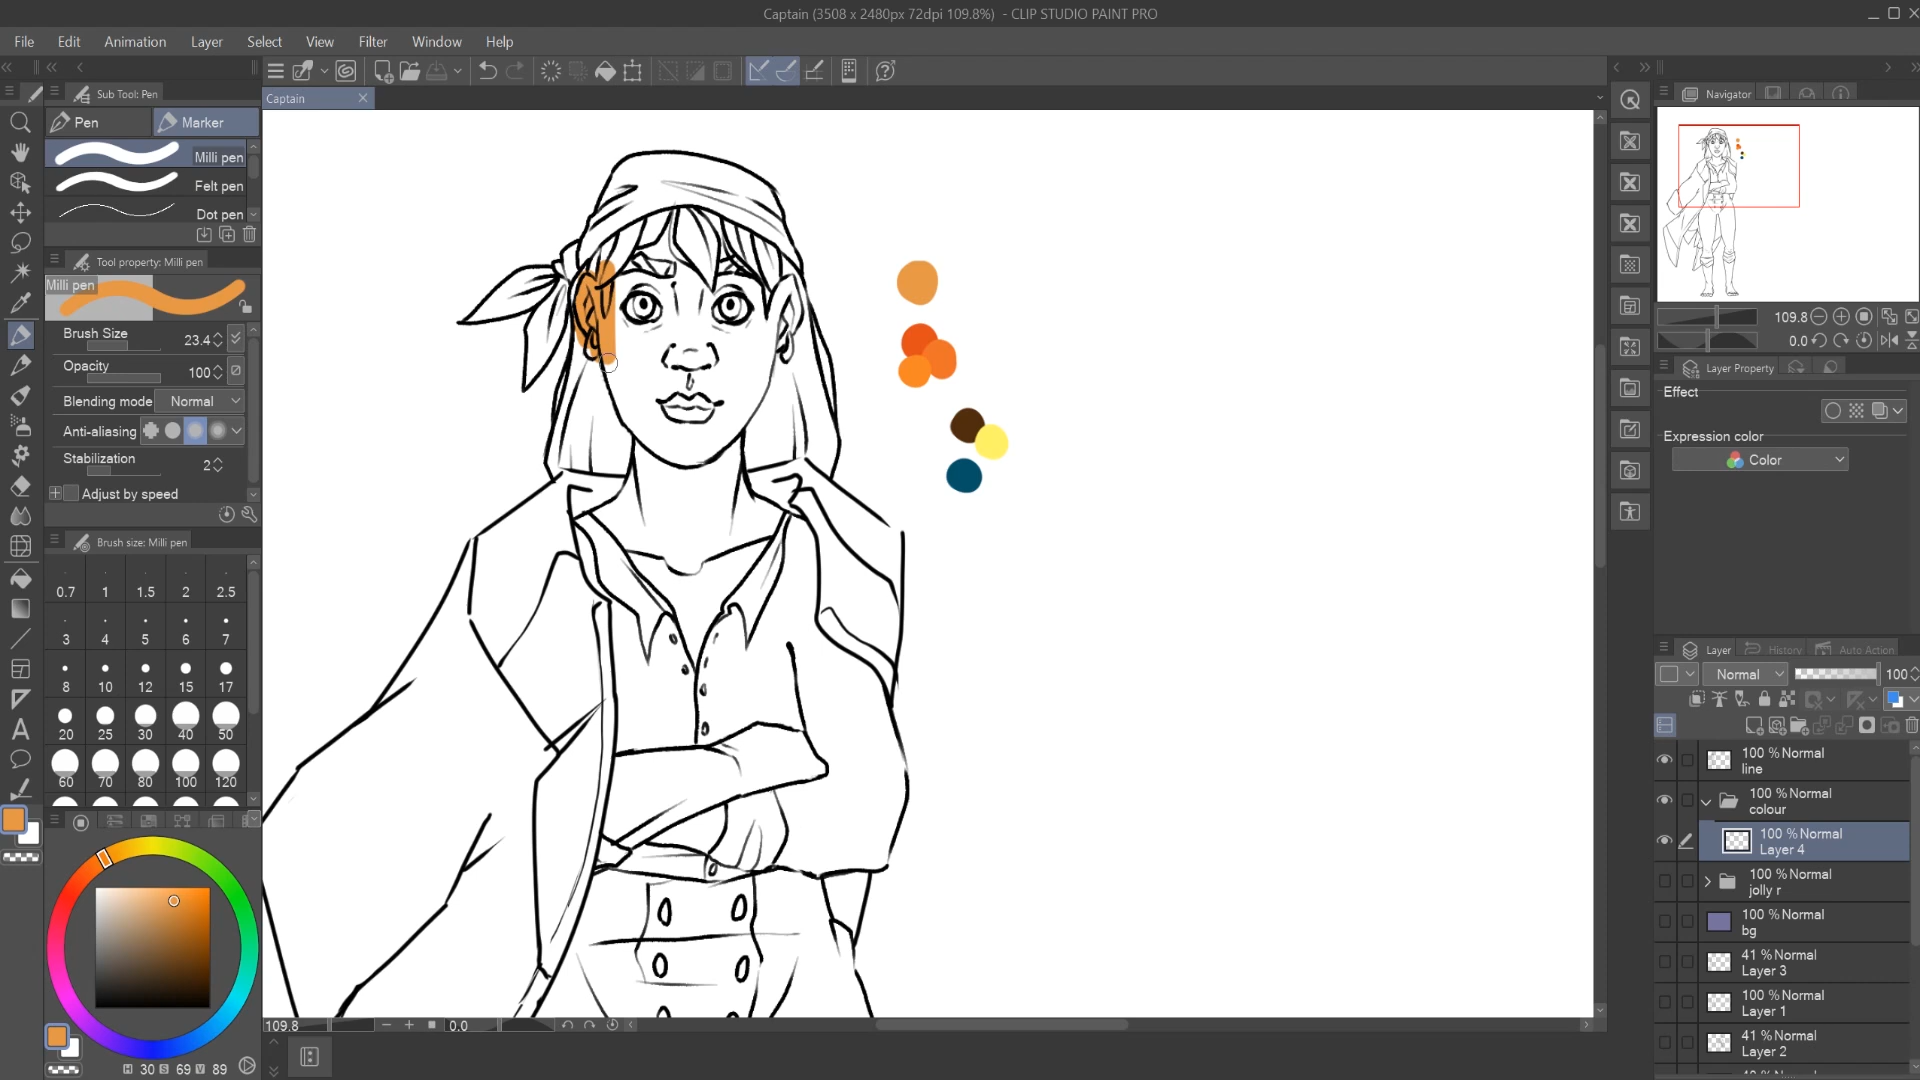 Captain (3508 x 2480px 72dpi 109.8%) - CLIP STUDIO PAINT PRO
File Edit Animation Layer Select View Filter Window Help
Sub Tool: Pen
Pen Marker
Milli pen
Felt pen
Dot pen
Tool property: Milli pen
Milli pen
Brush Size 23.4
Opacity 100
Blending mode Normal
Anti-aliasing
Stabilization 2
Adjust by speed
Brush size: Milli pen
0.7 1 1.5 2 2.5
3 4 5 6 7
8 10 12 15 17
20 25 30 40 50
60 70 80 100 120
H 30 S 69 V 89
Captain
109.8 0.0
Navigator
109.8
0.0
Layer Property
Effect
Expression color
Color
Layer History Auto Action
Normal 100
100 % Normal
line
100 % Normal
colour
100 % Normal
Layer 4
100 % Normal
jolly r
100 % Normal
bg
41 % Normal
Layer 3
100 % Normal
Layer 1
41 % Normal
Layer 2